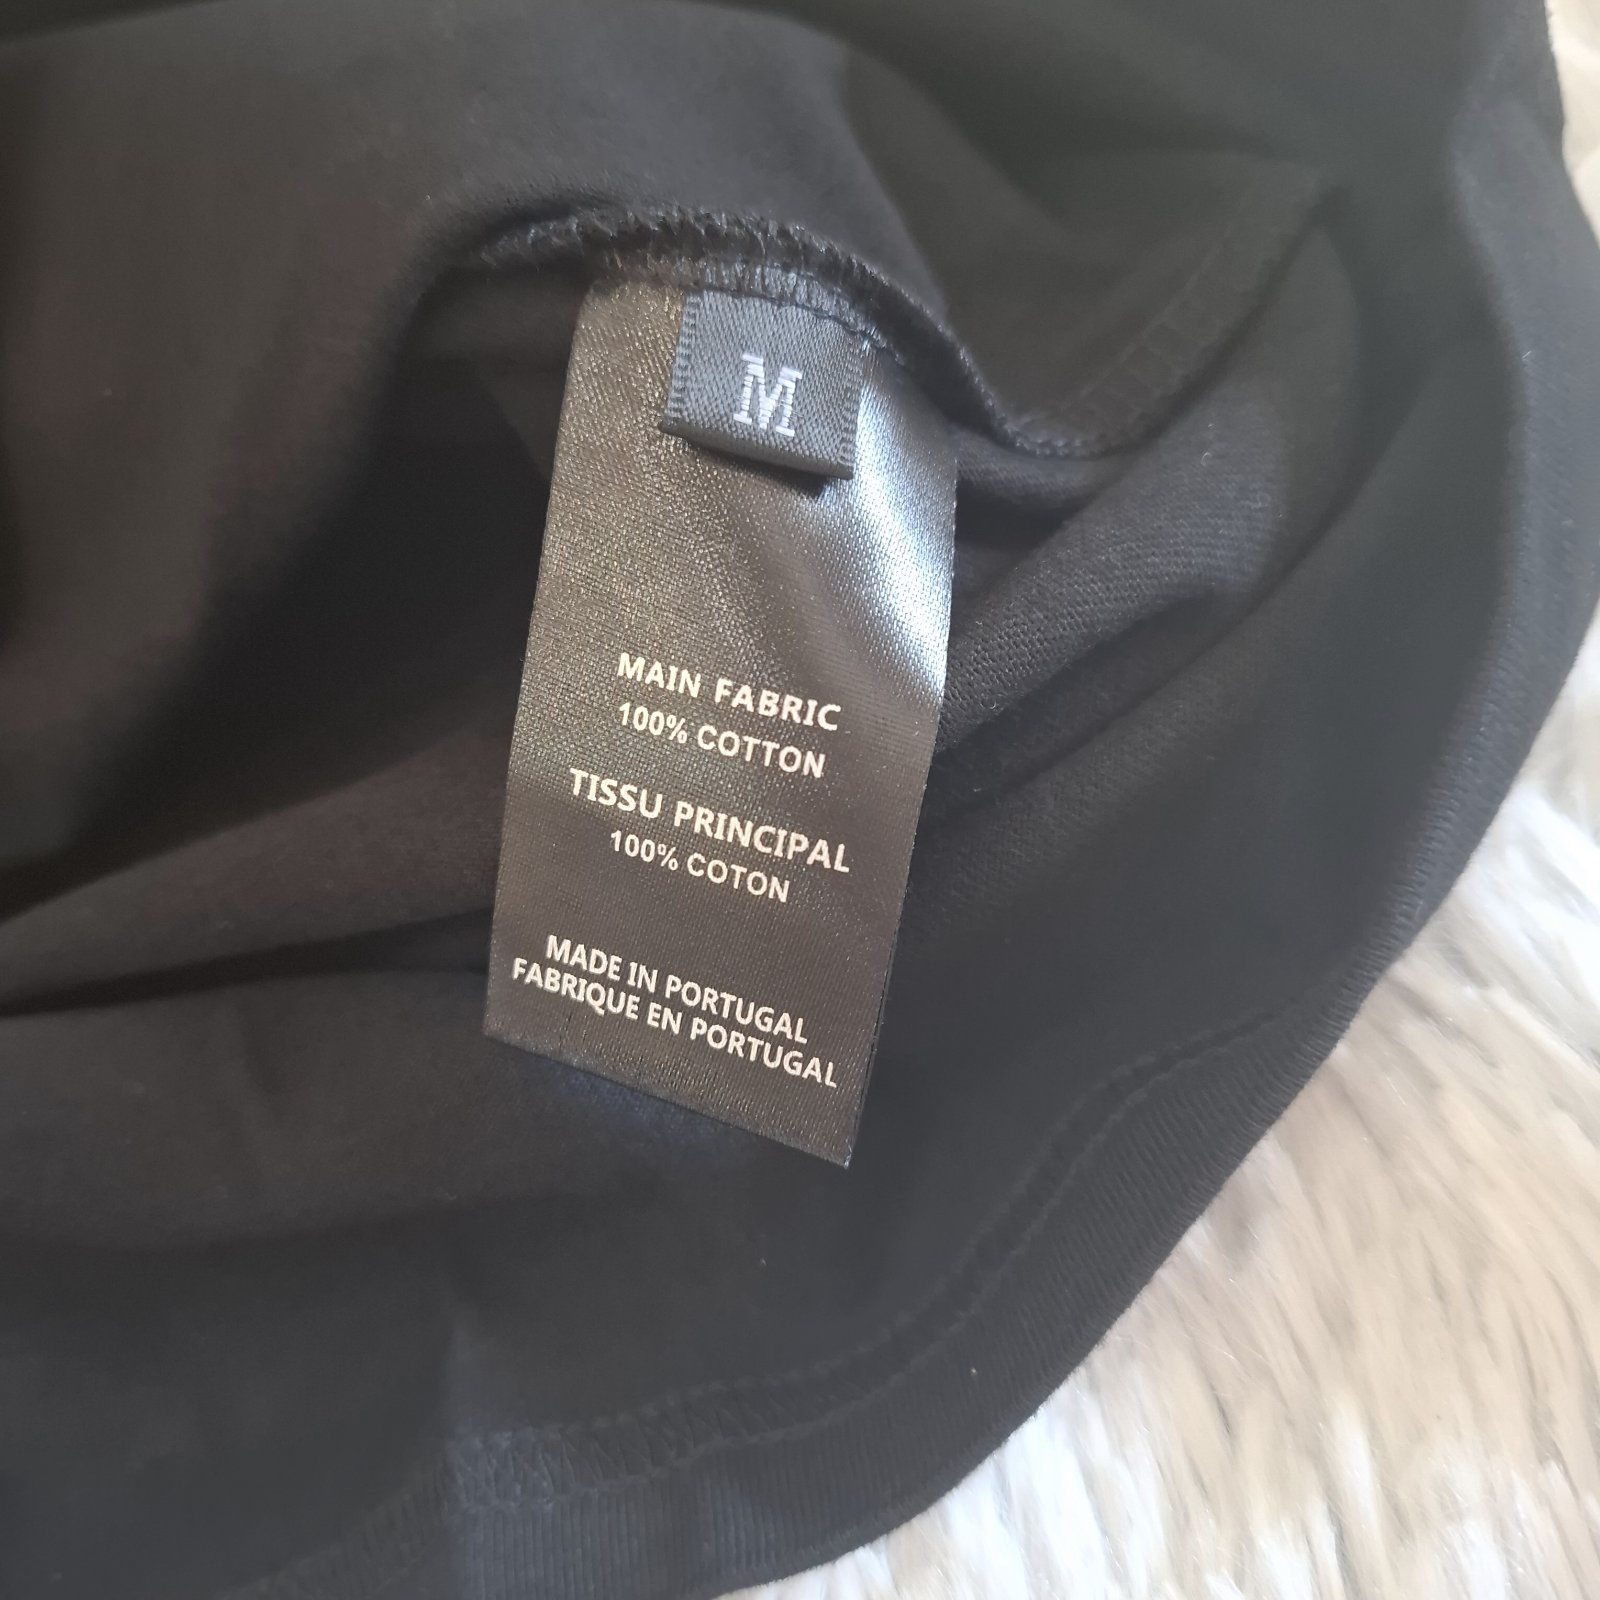 M
MAIN FABRIC
100% COTTON
TISSU PRINCIPAL
100% COTON
MADE IN PORTUGAL
FABRIQUE EN PORTUGAL